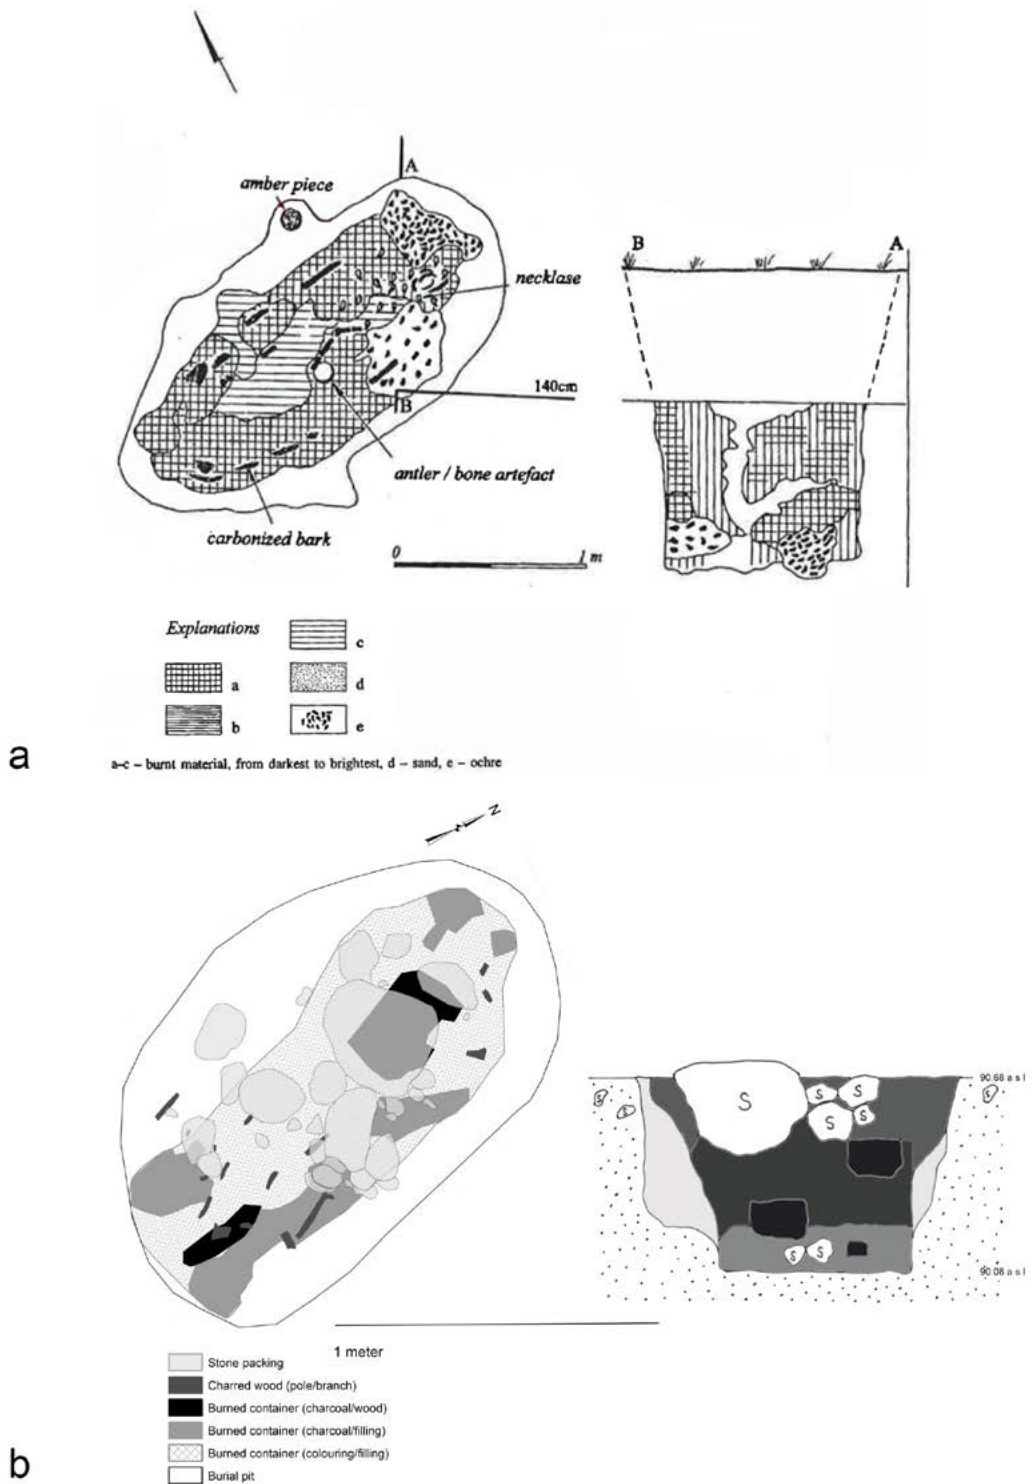 A
amber piece
B
A
necklase
140cm
B
antler / bone artefact
carbonized bark
0
1 m
Explanations
c
a
d
b
e
a
a-c – burnt material, from darkest to brightest, d – sand, e – ochre
N
S
S
S
S
S
S
S
90.68 a s l
S
S
90.08 a s l
1 meter
Stone packing
Charred wood (pole/branch)
Burned container (charcoal/wood)
Burned container (charcoal/filling)
Burned container (colouring/filling)
Burial pit
b